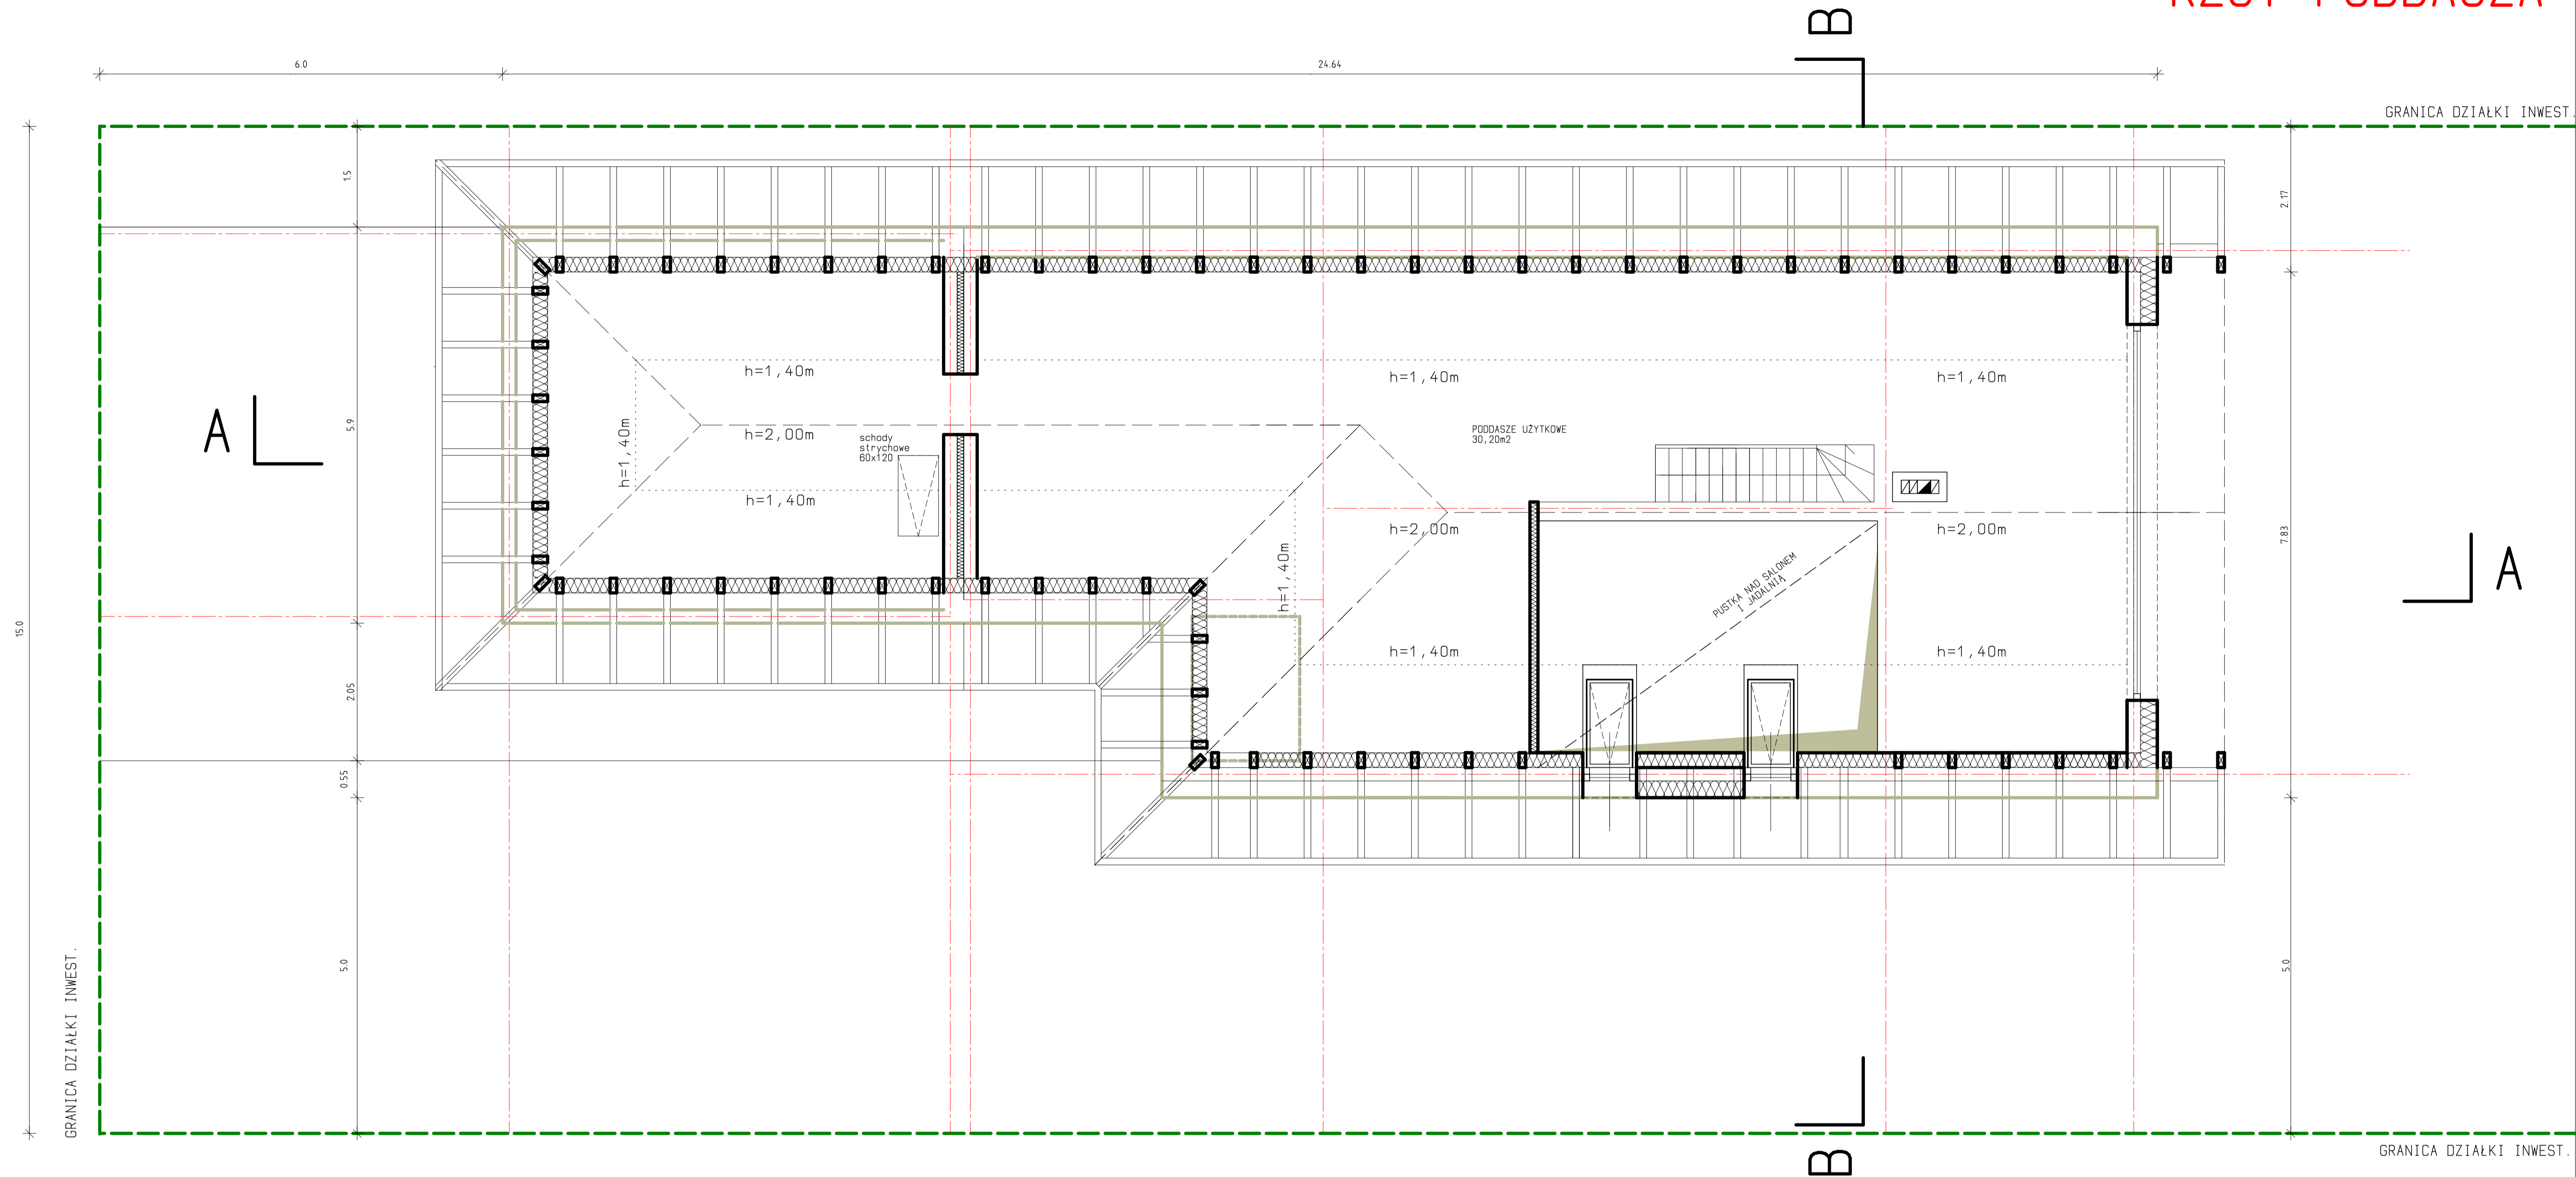 B
6.0
24.64
GRANICA DZIAŁKI INWEST.
1.5
2.17
h=1,40m
h=1,40m
h=1,40m
A
5.9
h=1,40m
h=2,00m
schody
strychowe
60x120
PODDASZE UŻYTKOWE
30,20m2
h=1,40m
h=2,00m
h=2,00m
7.83
A
h=1,40m
PUSTKA NAD SALONEM
I JADALNIĄ
15.0
2.05
h=1,40m
h=1,40m
0.55
5.0
5.0
GRANICA DZIAŁKI INWEST.
B
GRANICA DZIAŁKI INWEST.